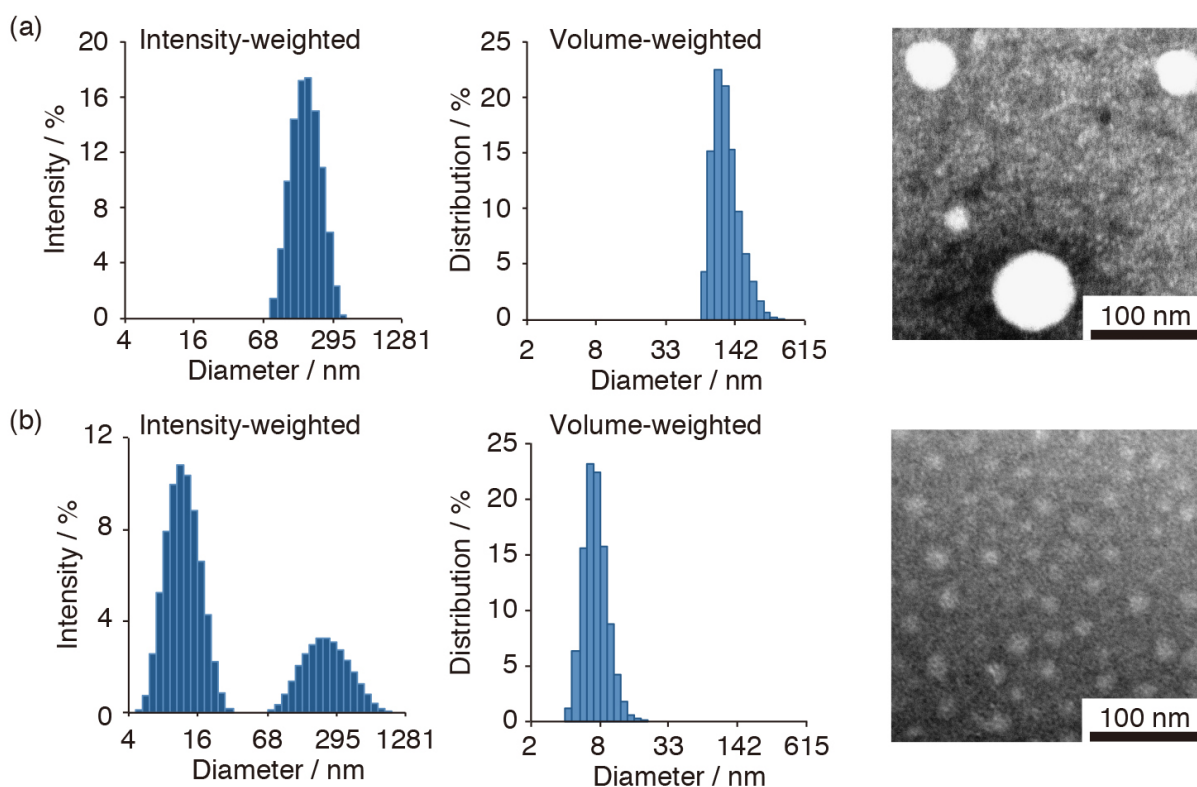 (a)
Intensity-weighted
Intensity / %
20
16
12
8
4
0
4 16 68 295 1281
Diameter / nm
Volume-weighted
Distribution / %
25
20
15
10
5
0
2 8 33 142 615
Diameter / nm
100 nm
(b)
Intensity-weighted
Intensity / %
12
8
4
0
4 16 68 295 1281
Diameter / nm
Volume-weighted
Distribution / %
25
20
15
10
5
0
2 8 33 142 615
Diameter / nm
100 nm